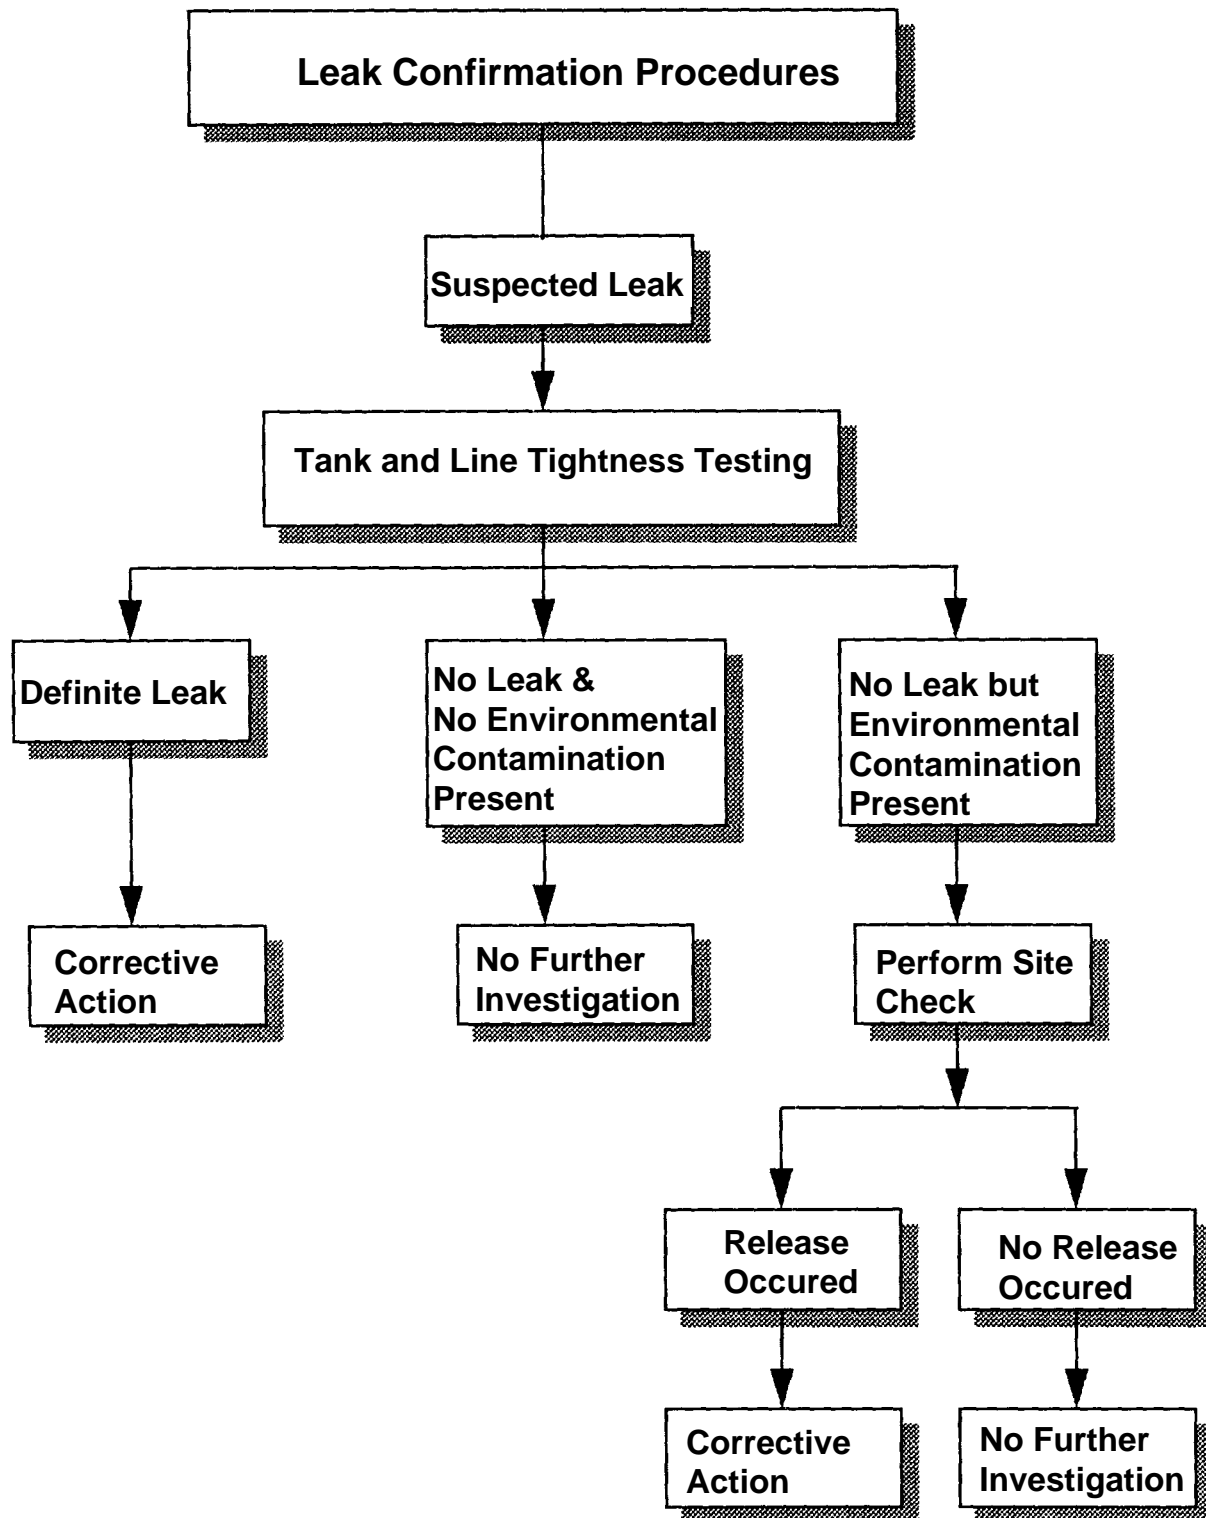 Leak Confirmation Procedures
Suspected Leak
Tank and Line Tightness Testing
Definite Leak
No Leak &
No Environmental
Contamination
Present
No Leak but
Environmental
Contamination
Present
Corrective
Action
No Further
Investigation
Perform Site
Check
Release
Occured
No Release
Occured
Corrective
Action
No Further
Investigation